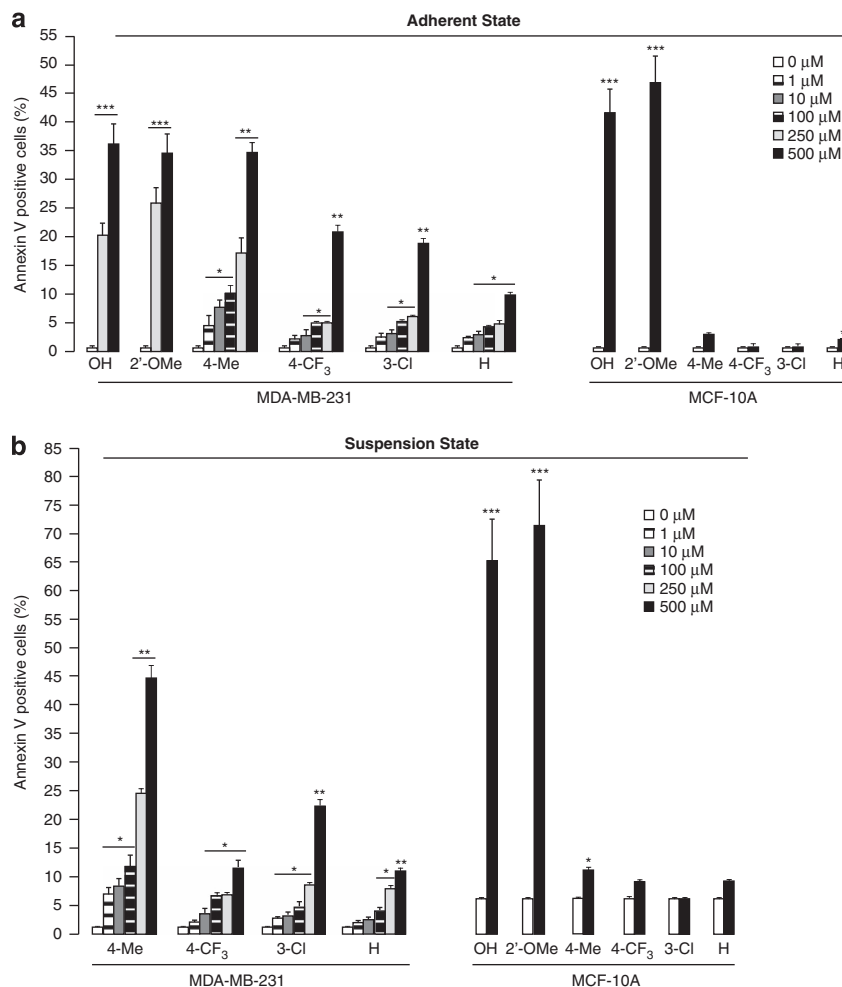 a
Adherent State
Annexin V positive cells (%)
55
50
45
40
35
30
25
20
15
10
5
0
***
***
**
*
**
*
**
*
*
***
***
*
0 µM
1 µM
10 µM
100 µM
250 µM
500 µM
OH 2'-OMe 4-Me 4-CF₃ 3-Cl H OH 2'-OMe 4-Me 4-CF₃ 3-Cl H
MDA-MB-231 MCF-10A
b
Suspension State
Annexin V positive cells (%)
85
80
75
70
65
60
55
50
45
40
35
30
25
20
15
10
5
0
**
*
*
**
*
*
**
***
***
*
0 µM
1 µM
10 µM
100 µM
250 µM
500 µM
4-Me 4-CF₃ 3-Cl H OH 2'-OMe 4-Me 4-CF₃ 3-Cl H
MDA-MB-231 MCF-10A